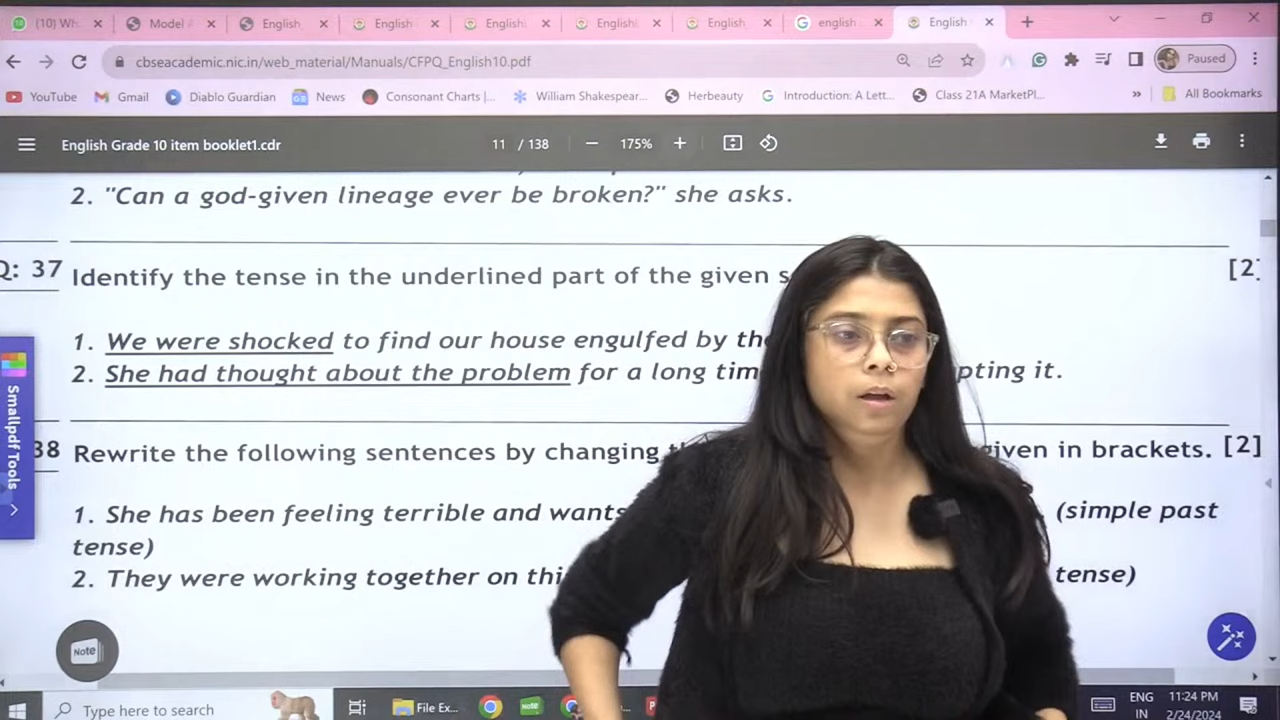 (10) Wh
Model
English
English
English
English
English
english
English
cbseacademic.nic.in/web_material/Manuals/CFPQ_English10.pdf
Paused
YouTube
Gmail
Diablo Guardian
News
Consonant Charts |...
William Shakespear...
Herbeauty
Introduction: A Lett...
Class 21A MarketPl...
»
All Bookmarks
English Grade 10 item booklet1.cdr
11 / 138
175%
2. "Can a god-given lineage ever be broken?" she asks.
Q: 37 Identify the tense in the underlined part of the given [2]
1. We were shocked to find our house engulfed by
2. She had thought about the problem for a long it.
38 Rewrite the following sentences by changing given in brackets. [2]
1. She has been feeling terrible and wants (simple past
tense)
2. They were working together on tense)
Smallpdf Tools
Note
Type here to search
File Ex...
Note
ENG
IN
11:24 PM
2/24/2024